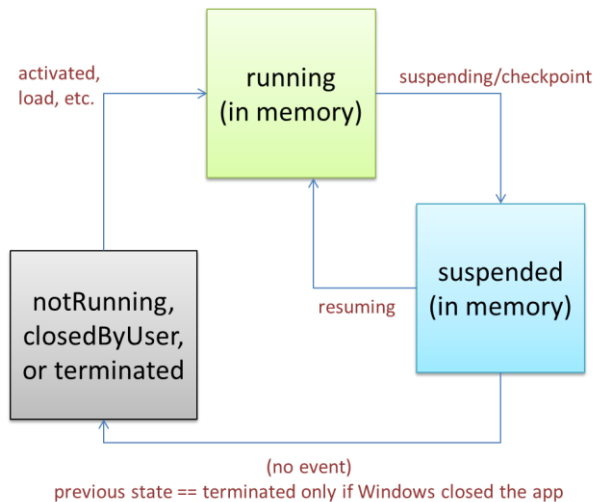 activated,
load, etc.
running
(in memory)
suspending/checkpoint
notRunning,
closedByUser,
or terminated
resuming
suspended
(in memory)
(no event)
previous state == terminated only if Windows closed the app